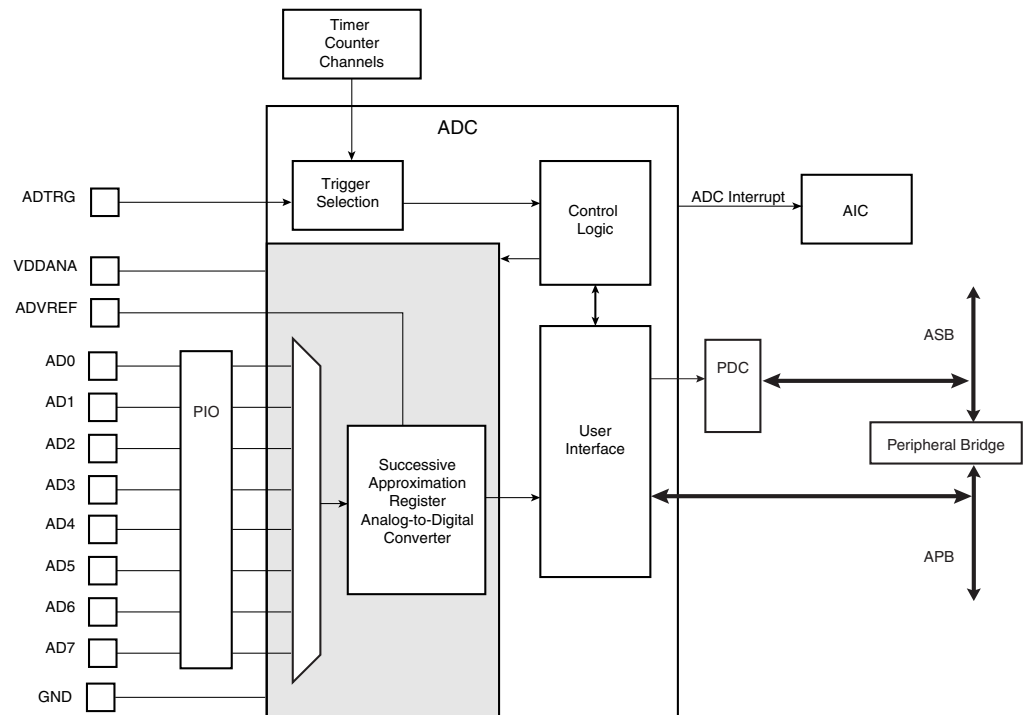 Timer
Counter
Channels
ADC
Trigger
Selection
Control
Logic
ADTRG
ADC Interrupt
AIC
VDDANA
ADVREF
AD0
AD1
AD2
AD3
AD4
AD5
AD6
AD7
GND
PIO
Successive
Approximation
Register
Analog-to-Digital
Converter
User
Interface
PDC
ASB
Peripheral Bridge
APB